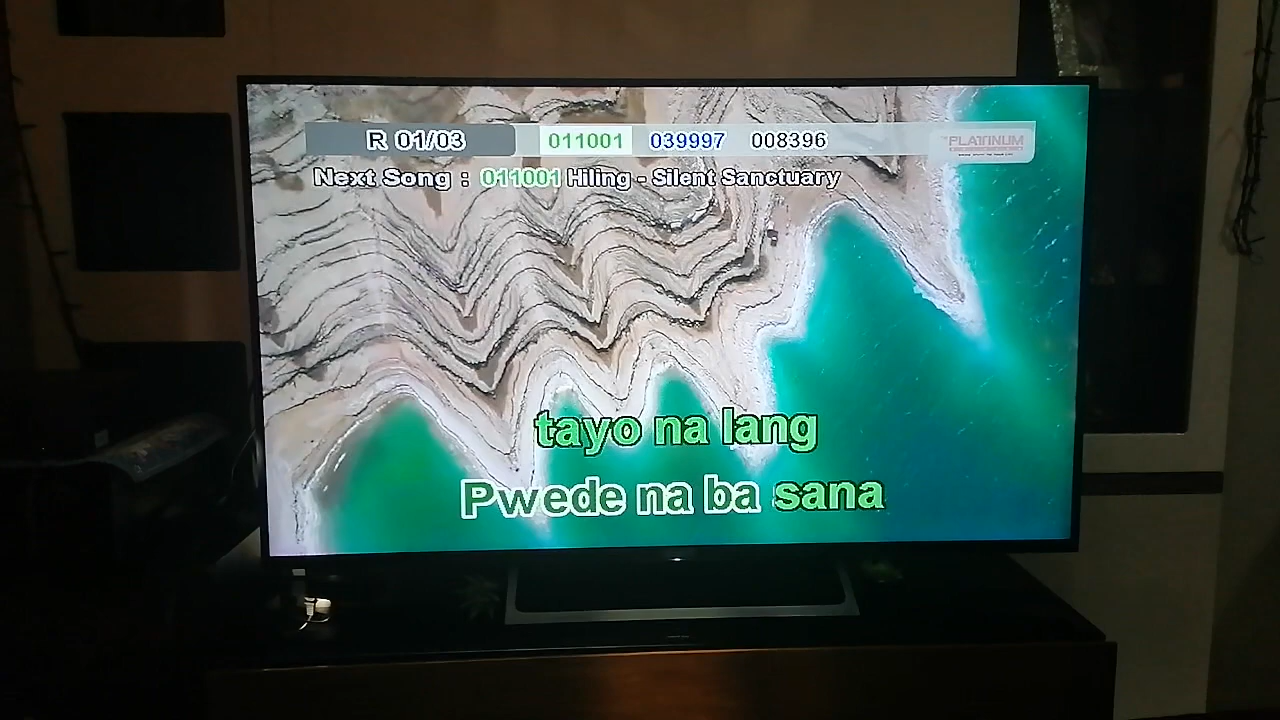 R 01/03 011001 039997 008396 PLATINUM
Next Song : 011001 Hiling - Silent Sanctuary
tayo na lang
Pwede na ba sana